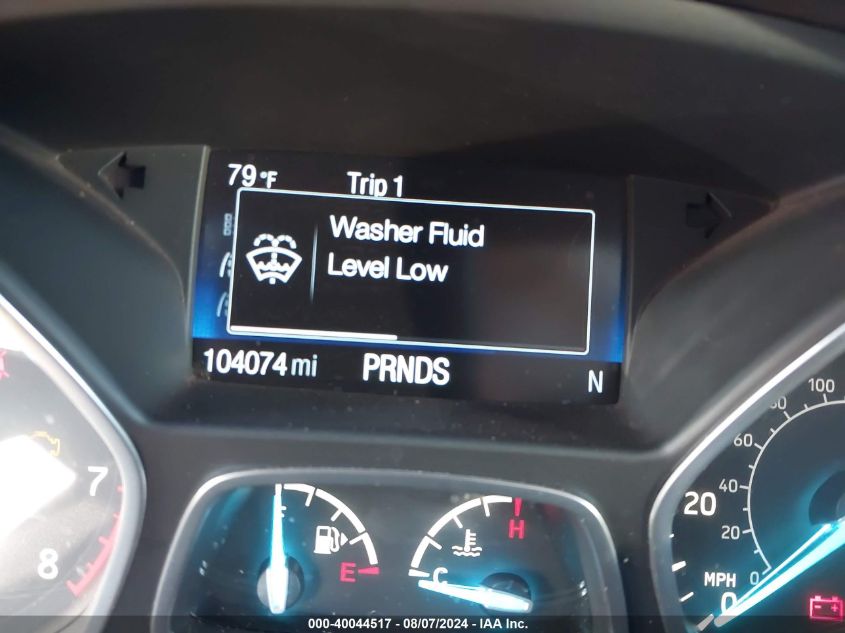 79°F Trip 1
Washer Fluid
Level Low
104074 mi PRNDS N
7
8
F
E
H
C
100
80
60
40
20
0
20
0
MPH
000-40044517 - 08/07/2024 - IAA Inc.